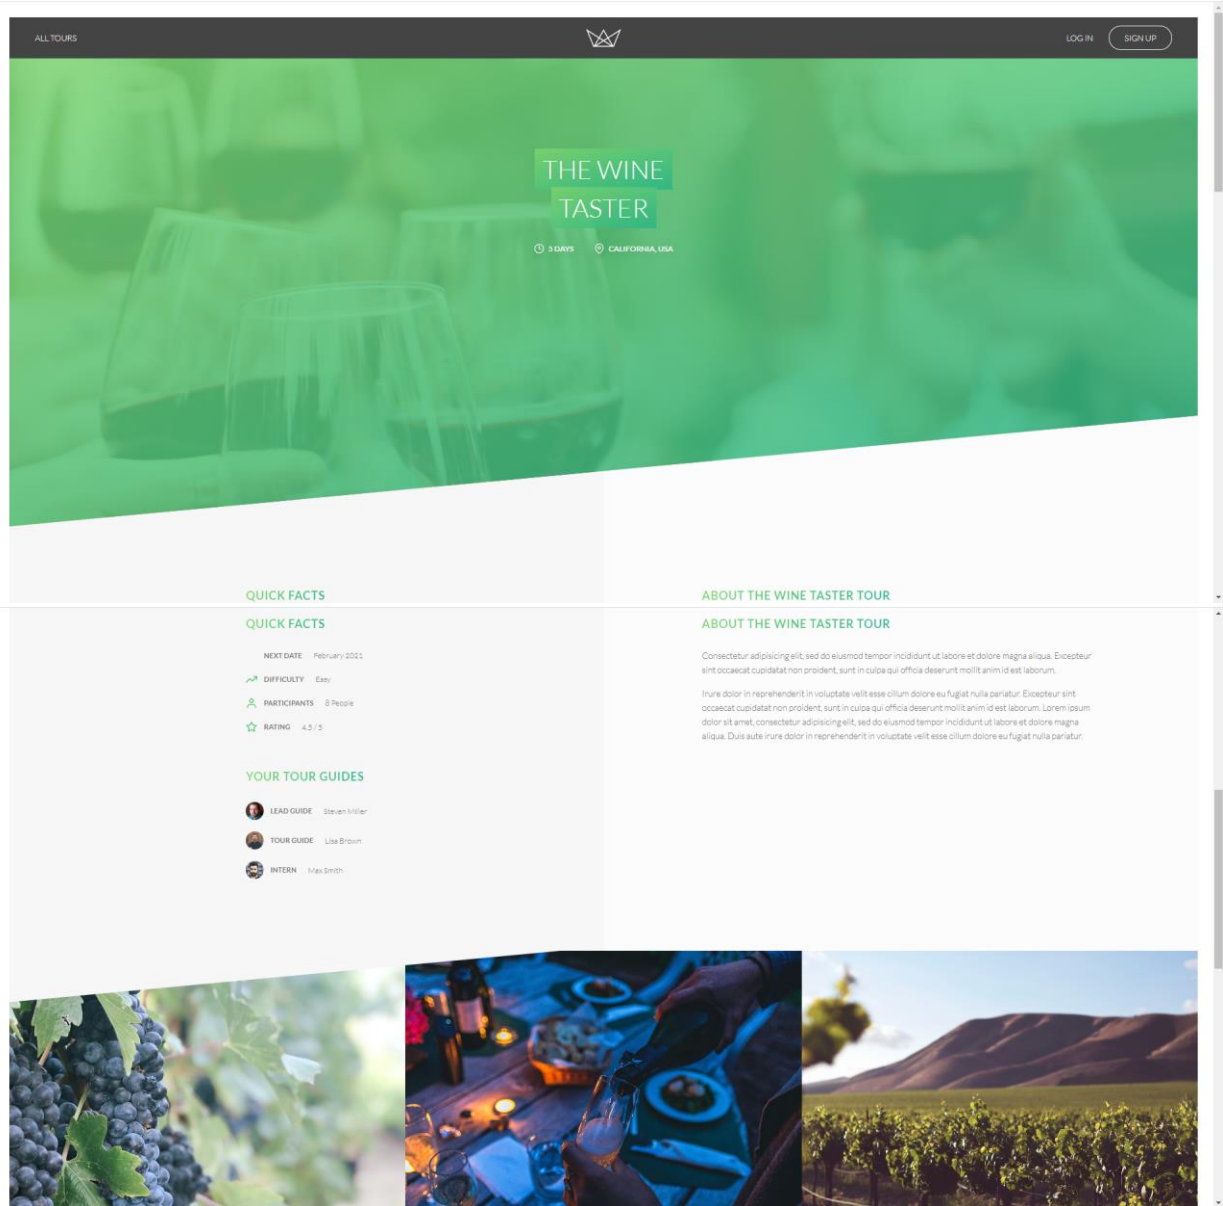 ALL TOURS
LOG IN
SIGN UP
THE WINE
TASTER
5 DAYS
CALIFORNIA, USA
QUICK FACTS
ABOUT THE WINE TASTER TOUR
QUICK FACTS
NEXT DATE February 2021
DIFFICULTY Easy
PARTICIPANTS 8 People
RATING 4.5 / 5
YOUR TOUR GUIDES
LEAD GUIDE Steven Miller
TOUR GUIDE Lisa Brown
INTERN Max Smith
ABOUT THE WINE TASTER TOUR
Consectetur adipisicing elit, sed do eiusmod tempor incididunt ut labore et dolore magna aliqua. Excepteur
sint occaecat cupidatat non proident, sunt in culpa qui officia deserunt mollit anim id est laborum.
Irure dolor in reprehenderit in voluptate velit esse cillum dolore eu fugiat nulla pariatur. Excepteur sint
occaecat cupidatat non proident, sunt in culpa qui officia deserunt mollit anim id est laborum. Lorem ipsum
dolor sit amet, consectetur adipisicing elit, sed do eiusmod tempor incididunt ut labore et dolore magna
aliqua. Duis aute irure dolor in reprehenderit in voluptate velit esse cillum dolore eu fugiat nulla pariatur.